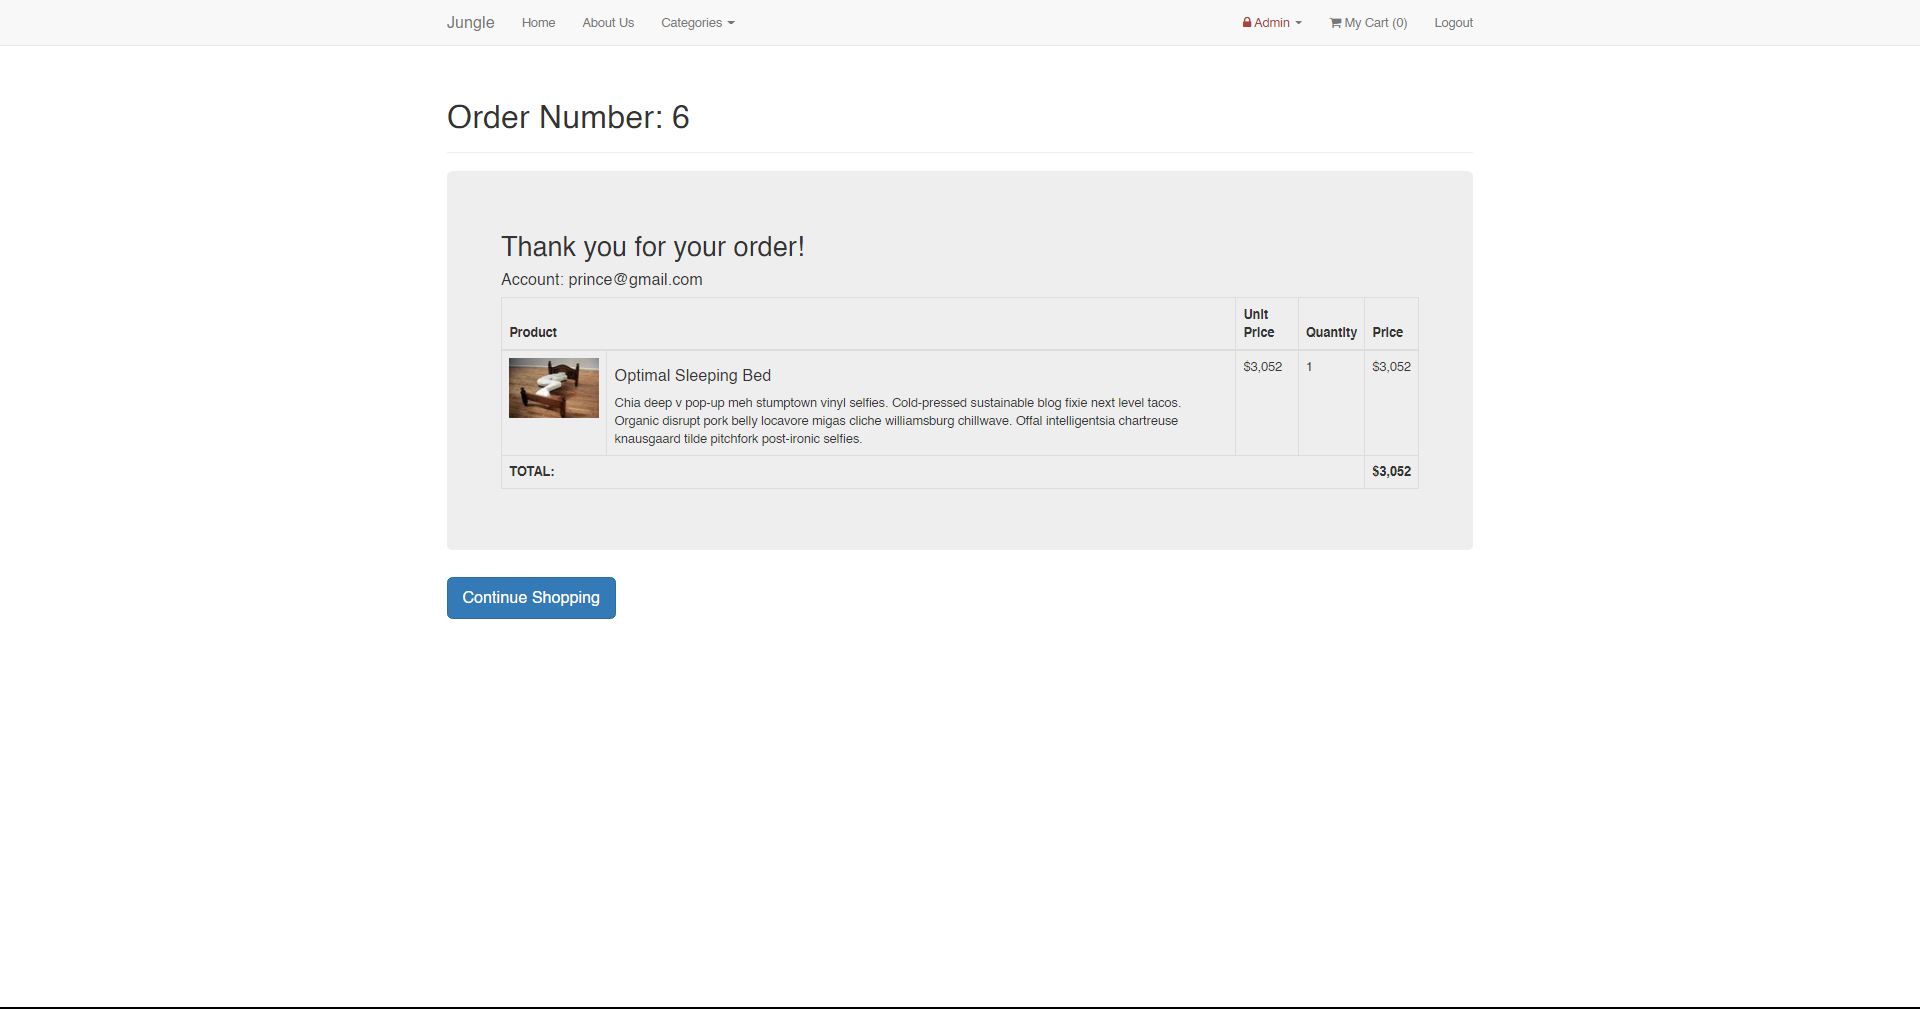 Jungle Home About Us Categories Admin My Cart (0) Logout
Order Number: 6
Thank you for your order!
Account: prince@gmail.com
Product Unit Price Quantity Price
Optimal Sleeping Bed $3,052 1 $3,052
Chia deep v pop-up meh stumptown vinyl selfies. Cold-pressed sustainable blog fixie next level tacos.
Organic disrupt pork belly locavore migas cliche williamsburg chillwave. Offal intelligentsia chartreuse
knausgaard tilde pitchfork post-ironic selfies.
TOTAL: $3,052
Continue Shopping